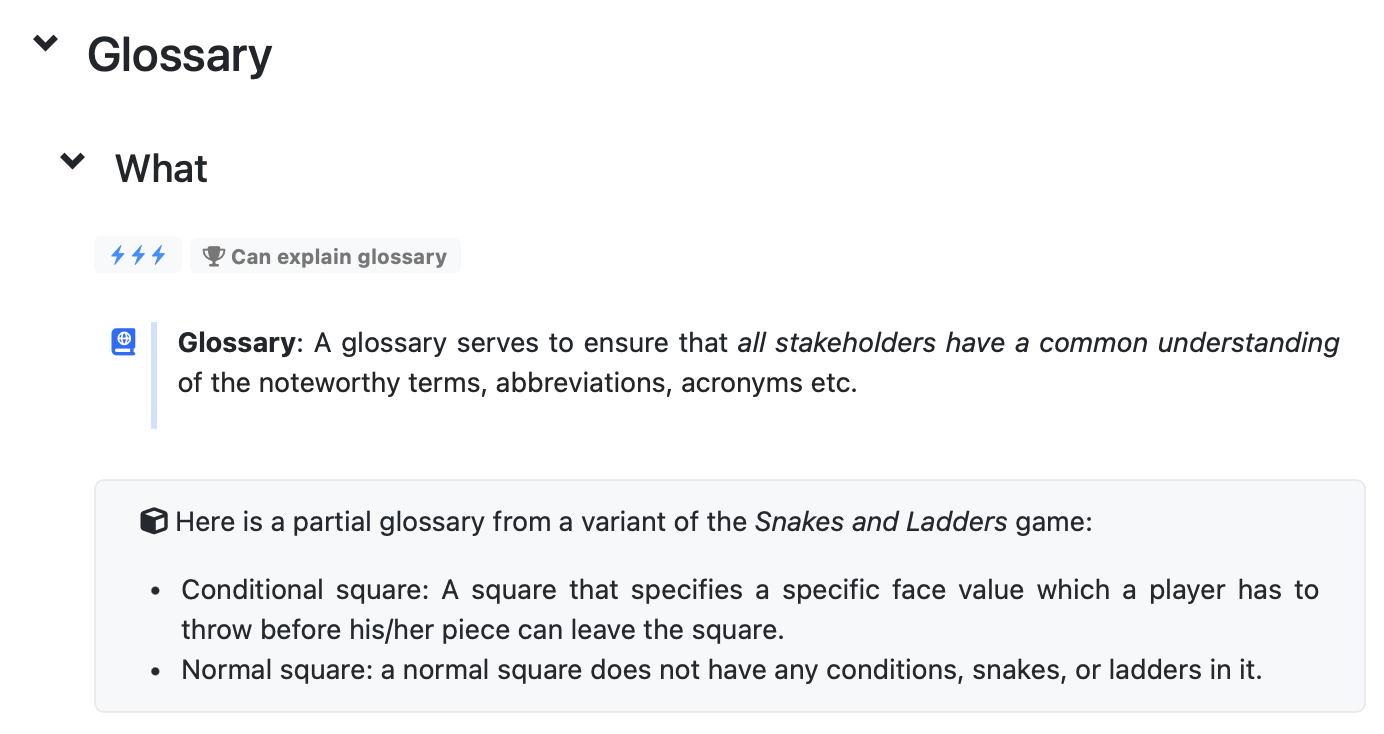 Glossary
What
Can explain glossary
Glossary: A glossary serves to ensure that all stakeholders have a common understanding
of the noteworthy terms, abbreviations, acronyms etc.
Here is a partial glossary from a variant of the Snakes and Ladders game:
• Conditional square: A square that specifies a specific face value which a player has to
throw before his/her piece can leave the square.
• Normal square: a normal square does not have any conditions, snakes, or ladders in it.